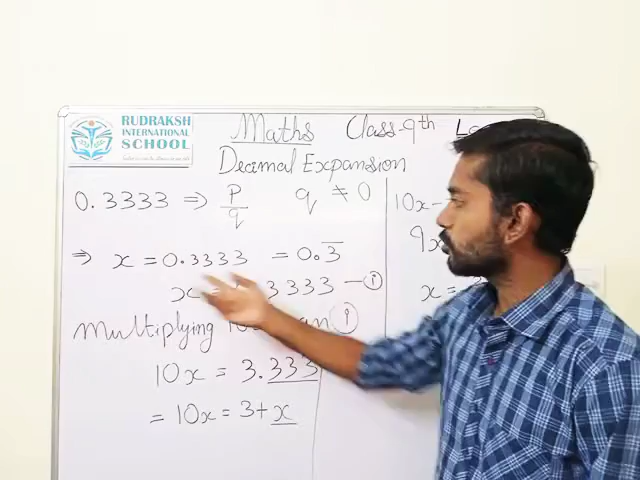 RUDRAKSH
INTERNATIONAL
SCHOOL
Maths Class-9th
Decimal Expansion
0.3333 ⇒ p/q q ≠ 0
⇒ x = 0.3333 = 0.3̅
3333 —①
Multiplying
10x = 3.333
= 10x = 3 + x
10x -
9x
x =